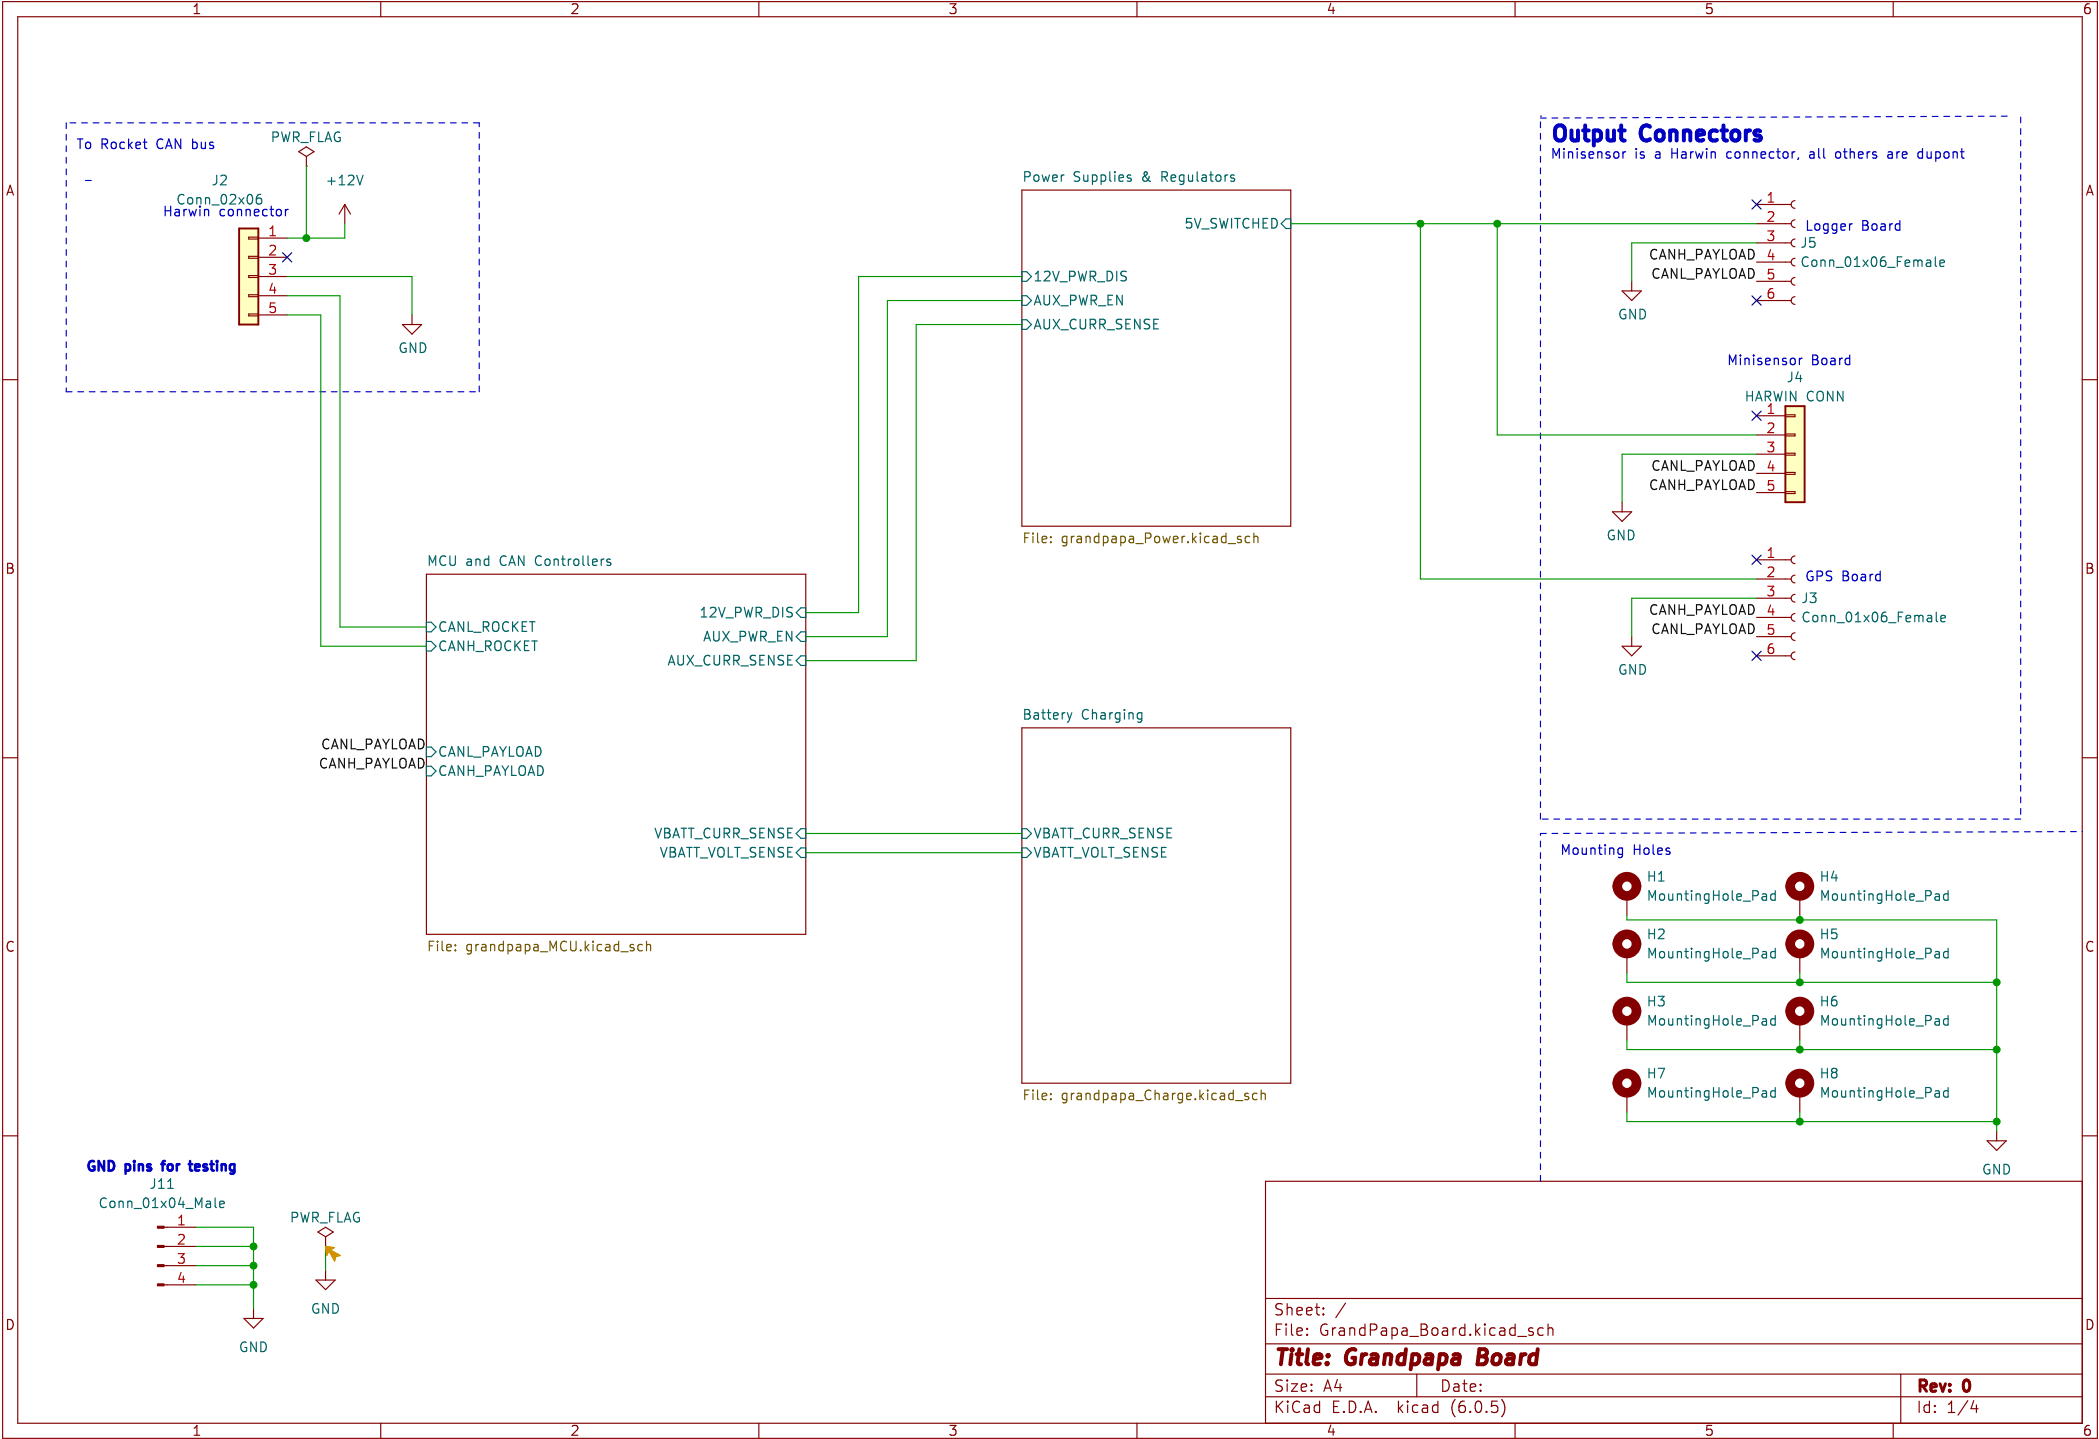 1 2 3 4 5 6
A
B
C
D
To Rocket CAN bus
-
PWR_FLAG
+12V
J2
Conn_02x06
Harwin connector
1
2
3
4
5
GND
MCU and CAN Controllers
12V_PWR_DIS
CANL_ROCKET
AUX_PWR_EN
CANH_ROCKET
AUX_CURR_SENSE
CANL_PAYLOAD
CANL_PAYLOAD
CANH_PAYLOAD
CANH_PAYLOAD
VBATT_CURR_SENSE
VBATT_VOLT_SENSE
File: grandpapa_MCU.kicad_sch
Power Supplies & Regulators
5V_SWITCHED
12V_PWR_DIS
AUX_PWR_EN
AUX_CURR_SENSE
File: grandpapa_Power.kicad_sch
Battery Charging
VBATT_CURR_SENSE
VBATT_VOLT_SENSE
File: grandpapa_Charge.kicad_sch
Output Connectors
Minisensor is a Harwin connector, all others are dupont
1
2
Logger Board
3
J5
CANH_PAYLOAD
4
Conn_01x06_Female
CANL_PAYLOAD
5
6
GND
Minisensor Board
J4
HARWIN CONN
1
2
3
CANL_PAYLOAD
4
CANH_PAYLOAD
5
GND
1
2
GPS Board
3
J3
CANH_PAYLOAD
4
Conn_01x06_Female
CANL_PAYLOAD
5
6
GND
Mounting Holes
H1
MountingHole_Pad
H4
MountingHole_Pad
H2
MountingHole_Pad
H5
MountingHole_Pad
H3
MountingHole_Pad
H6
MountingHole_Pad
H7
MountingHole_Pad
H8
MountingHole_Pad
GND
GND pins for testing
J11
Conn_01x04_Male
1
2
3
4
GND
PWR_FLAG
GND
Sheet: /
File: GrandPapa_Board.kicad_sch
Title: Grandpapa Board
Size: A4
Date:
Rev: 0
KiCad E.D.A. kicad (6.0.5)
Id: 1/4
A
B
C
D
1 2 3 4 5 6